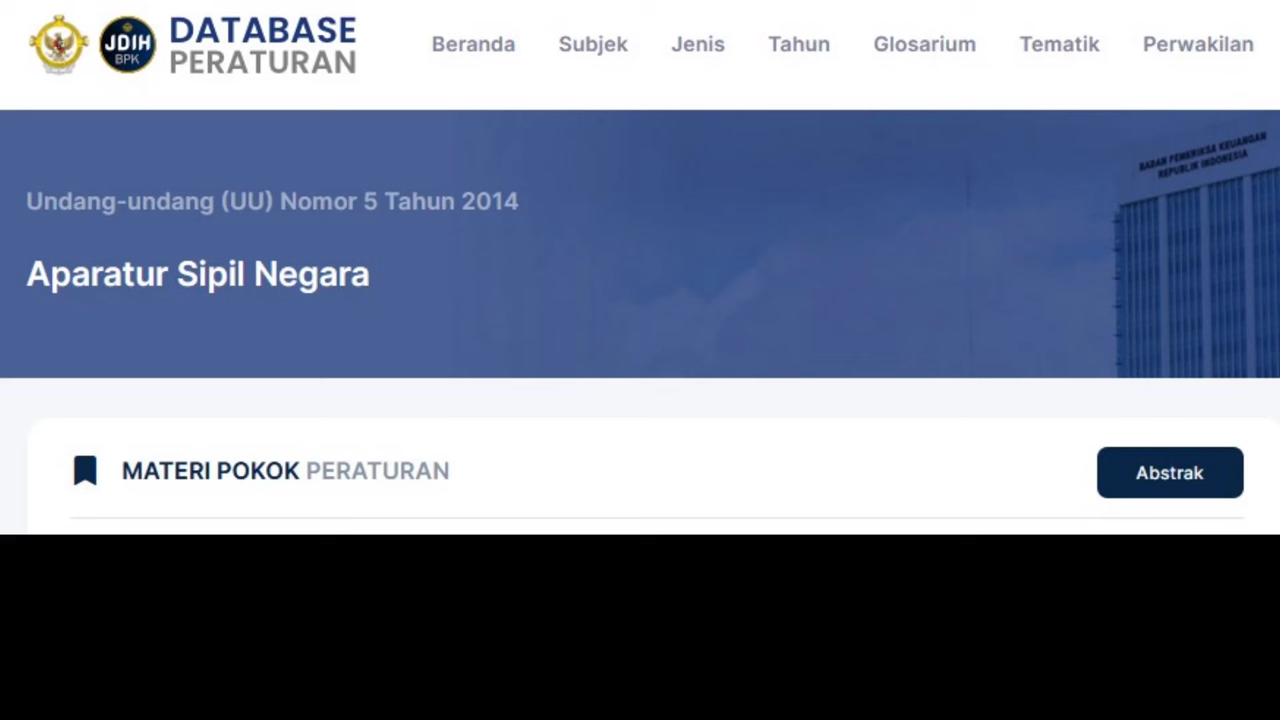 JDIH
BPK
DATABASE
PERATURAN
Beranda
Subjek
Jenis
Tahun
Glosarium
Tematik
Perwakilan
BADAN PEMERIKSA KEUANGAN
REPUBLIK INDONESIA
Undang-undang (UU) Nomor 5 Tahun 2014
Aparatur Sipil Negara
MATERI POKOK PERATURAN
Abstrak